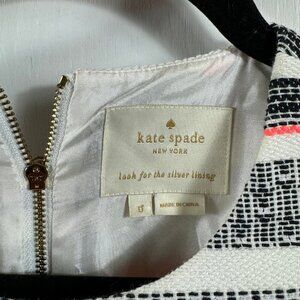 kate spade
NEW YORK
look for the silver lining
MADE IN CHINA